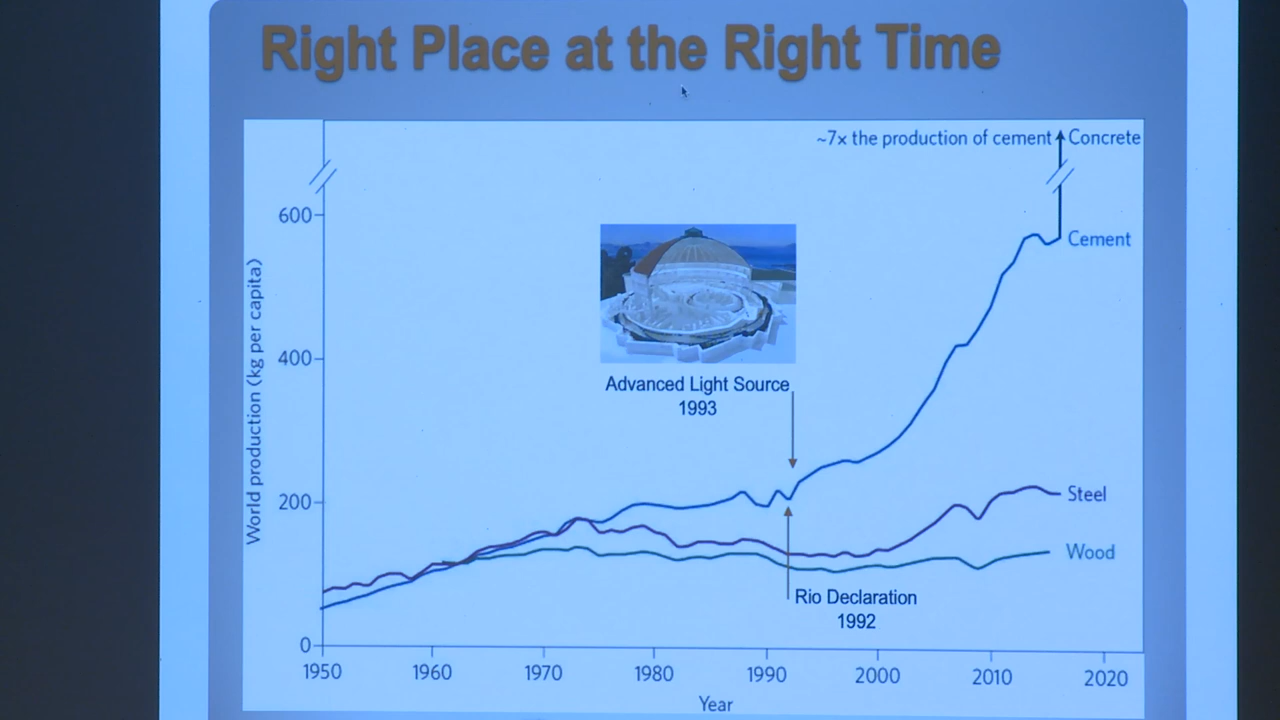 Right Place at the Right Time
~7x the production of cement Concrete
600
Cement
World production (kg per capita)
400
Advanced Light Source
1993
200
Steel
Wood
Rio Declaration
1992
0
1950 1960 1970 1980 1990 2000 2010 2020
Year